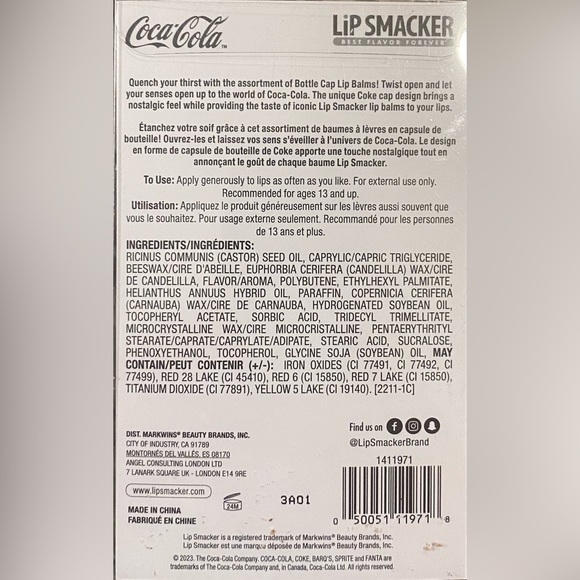 Coca-Cola™
LiP SMACKER®
BEST FLAVOR FOREVER®
Quench your thirst with the assortment of Bottle Cap Lip Balms! Twist open and let
your senses open up to the world of Coca-Cola. The unique Coke cap design brings a
nostalgic feel while providing the taste of iconic Lip Smacker lip balms to your lips.
Étanchez votre soif grâce à cet assortiment de baumes à lèvres en capsule de
bouteille! Ouvrez-les et laissez vos sens s'éveiller à l'univers de Coca-Cola. Le design
en forme de capsule de bouteille de Coke apporte une touche nostalgique tout en
annonçant le goût de chaque baume Lip Smacker.
To Use: Apply generously to lips as often as you like. For external use only.
Recommended for ages 13 and up.
Utilisation: Appliquez le produit généreusement sur les lèvres aussi souvent que
vous le souhaitez. Pour usage externe seulement. Recommandé pour les personnes
de 13 ans et plus.
INGREDIENTS/INGRÉDIENTS:
RICINUS COMMUNIS (CASTOR) SEED OIL, CAPRYLIC/CAPRIC TRIGLYCERIDE,
BEESWAX/CIRE D'ABEILLE, EUPHORBIA CERIFERA (CANDELILLA) WAX/CIRE
DE CANDELILLA, FLAVOR/AROMA, POLYBUTENE, ETHYLHEXYL PALMITATE,
HELIANTHUS ANNUUS HYBRID OIL, PARAFFIN, COPERNICIA CERIFERA
(CARNAUBA) WAX/CIRE DE CARNAUBA, HYDROGENATED SOYBEAN OIL,
TOCOPHERYL ACETATE, SORBIC ACID, TRIDECYL TRIMELLITATE,
MICROCRYSTALLINE WAX/CIRE MICROCRISTALLINE, PENTAERYTHRITYL
STEARATE/CAPRATE/CAPRYLATE/ADIPATE, STEARIC ACID, SUCRALOSE,
PHENOXYETHANOL, TOCOPHEROL, GLYCINE SOJA (SOYBEAN) OIL, MAY
CONTAIN/PEUT CONTENIR (+/-): IRON OXIDES (CI 77491, CI 77492, CI
77499), RED 28 LAKE (CI 45410), RED 6 (CI 15850), RED 7 LAKE (CI 15850),
TITANIUM DIOXIDE (CI 77891), YELLOW 5 LAKE (CI 19140). [2211-1C]
Find us on
@LipSmackerBrand
DIST. MARKWINS® BEAUTY BRANDS, INC.
CITY OF INDUSTRY, CA 91789
MONTORNÉS DEL VALLÉS, ES 08170
ANGEL CONSULTING LONDON LTD
7 LANARK SQUARE UK - LONDON E14 9RE
www.lipsmacker.com
24M
3A01
1411971
0 50051 11971 8
MADE IN CHINA
FABRIQUÉ EN CHINE
Lip Smacker is a registered trademark of Markwins® Beauty Brands, Inc.
Lip Smacker est une marque déposée de Markwins® Beauty Brands, Inc.
© 2023. The Coca-Cola Company. COCA-COLA, COKE, BARQ'S, SPRITE and FANTA are
trademarks of The Coca-Cola Company and, in Canada, Coca-Cola Ltd. All rights reserved.